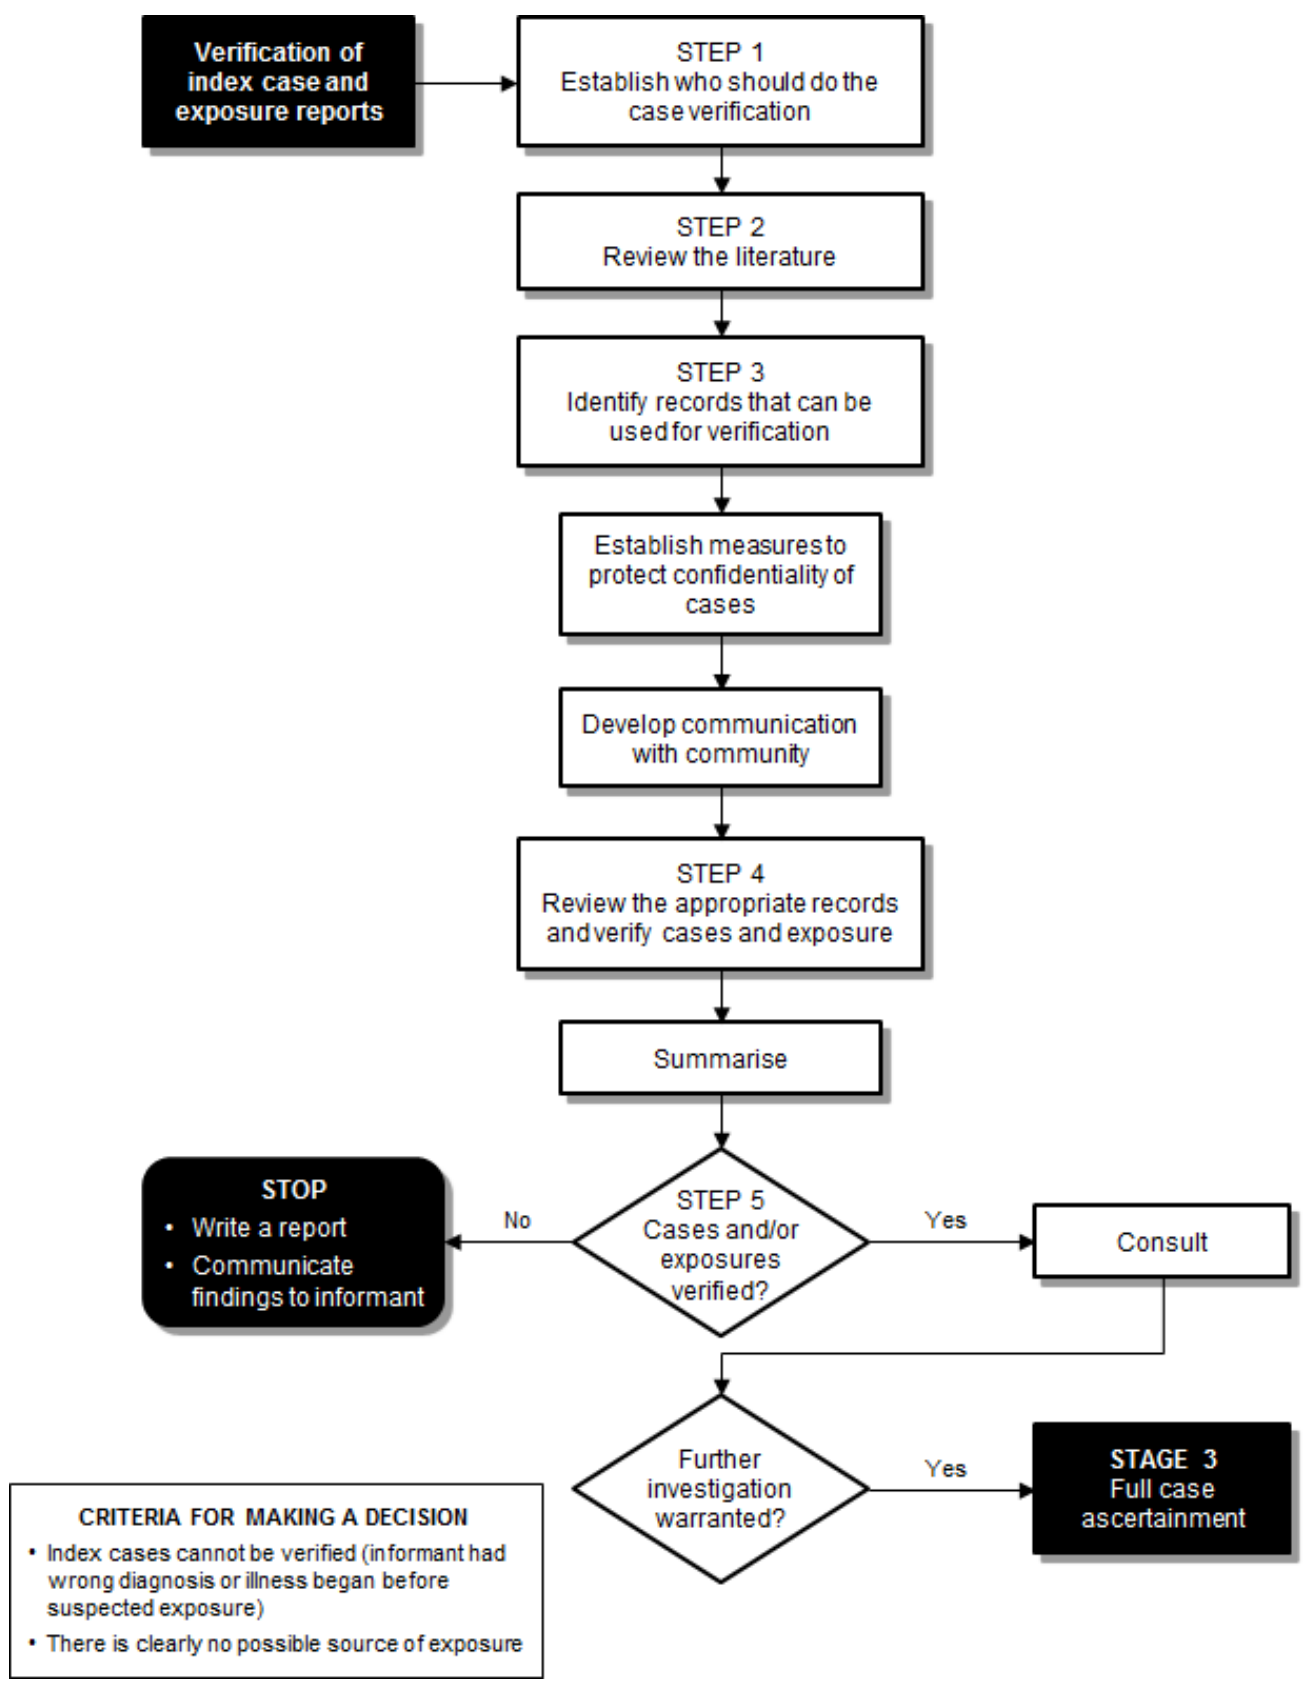 Verification of
index case and
exposure reports
STEP 1
Establish who should do the
case verification
STEP 2
Review the literature
STEP 3
Identify records that can be
used for verification
Establish measures to
protect confidentiality of
cases
Develop communication
with community
STEP 4
Review the appropriate records
and verify cases and exposure
Summarise
STOP
• Write a report
• Communicate
findings to informant
No
STEP 5
Cases and/or
exposures
verified?
Yes
Consult
Further
investigation
warranted?
Yes
STAGE 3
Full case
ascertainment
CRITERIA FOR MAKING A DECISION
• Index cases cannot be verified (informant had
wrong diagnosis or illness began before
suspected exposure)
• There is clearly no possible source of exposure